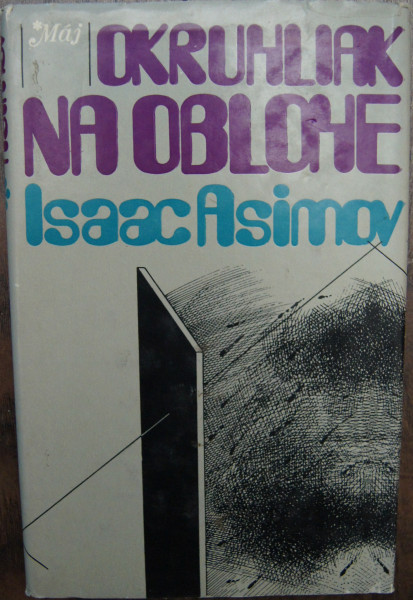 *Máj
OKRUHLIAK
NA OBLOHE
Isaac Asimov